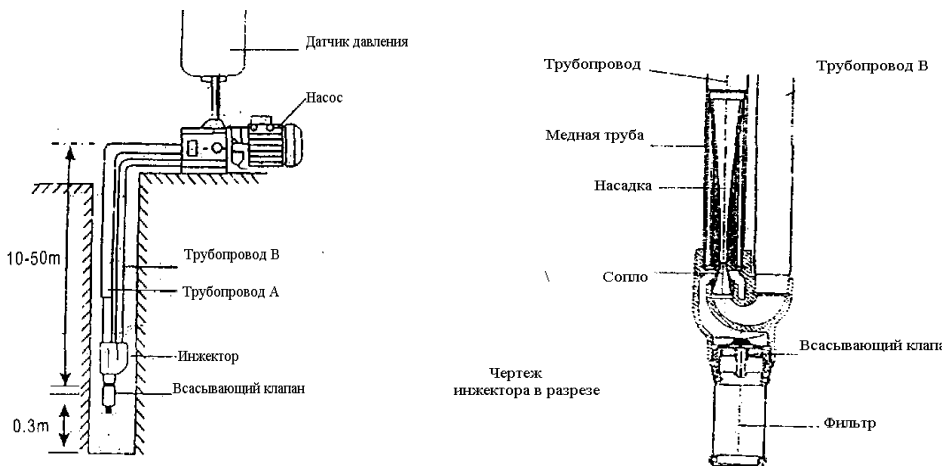 Датчик давления
Насос
10-50m
Трубопровод В
Трубопровод А
Инжектор
Всасывающий клапан
0.3m
Трубопровод
Трубопровод В
Медная труба
Насадка
Сопло
Всасывающий клапа
Чертеж
инжектора в разрезе
Фильтр